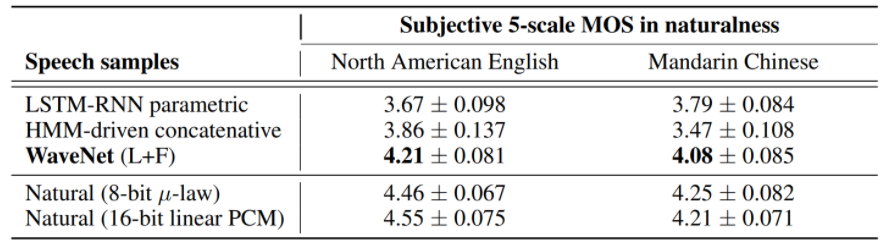 Subjective 5-scale MOS in naturalness
Speech samples North American English Mandarin Chinese
LSTM-RNN parametric 3.67 ± 0.098 3.79 ± 0.084
HMM-driven concatenative 3.86 ± 0.137 3.47 ± 0.108
WaveNet (L+F) 4.21 ± 0.081 4.08 ± 0.085
Natural (8-bit μ-law) 4.46 ± 0.067 4.25 ± 0.082
Natural (16-bit linear PCM) 4.55 ± 0.075 4.21 ± 0.071